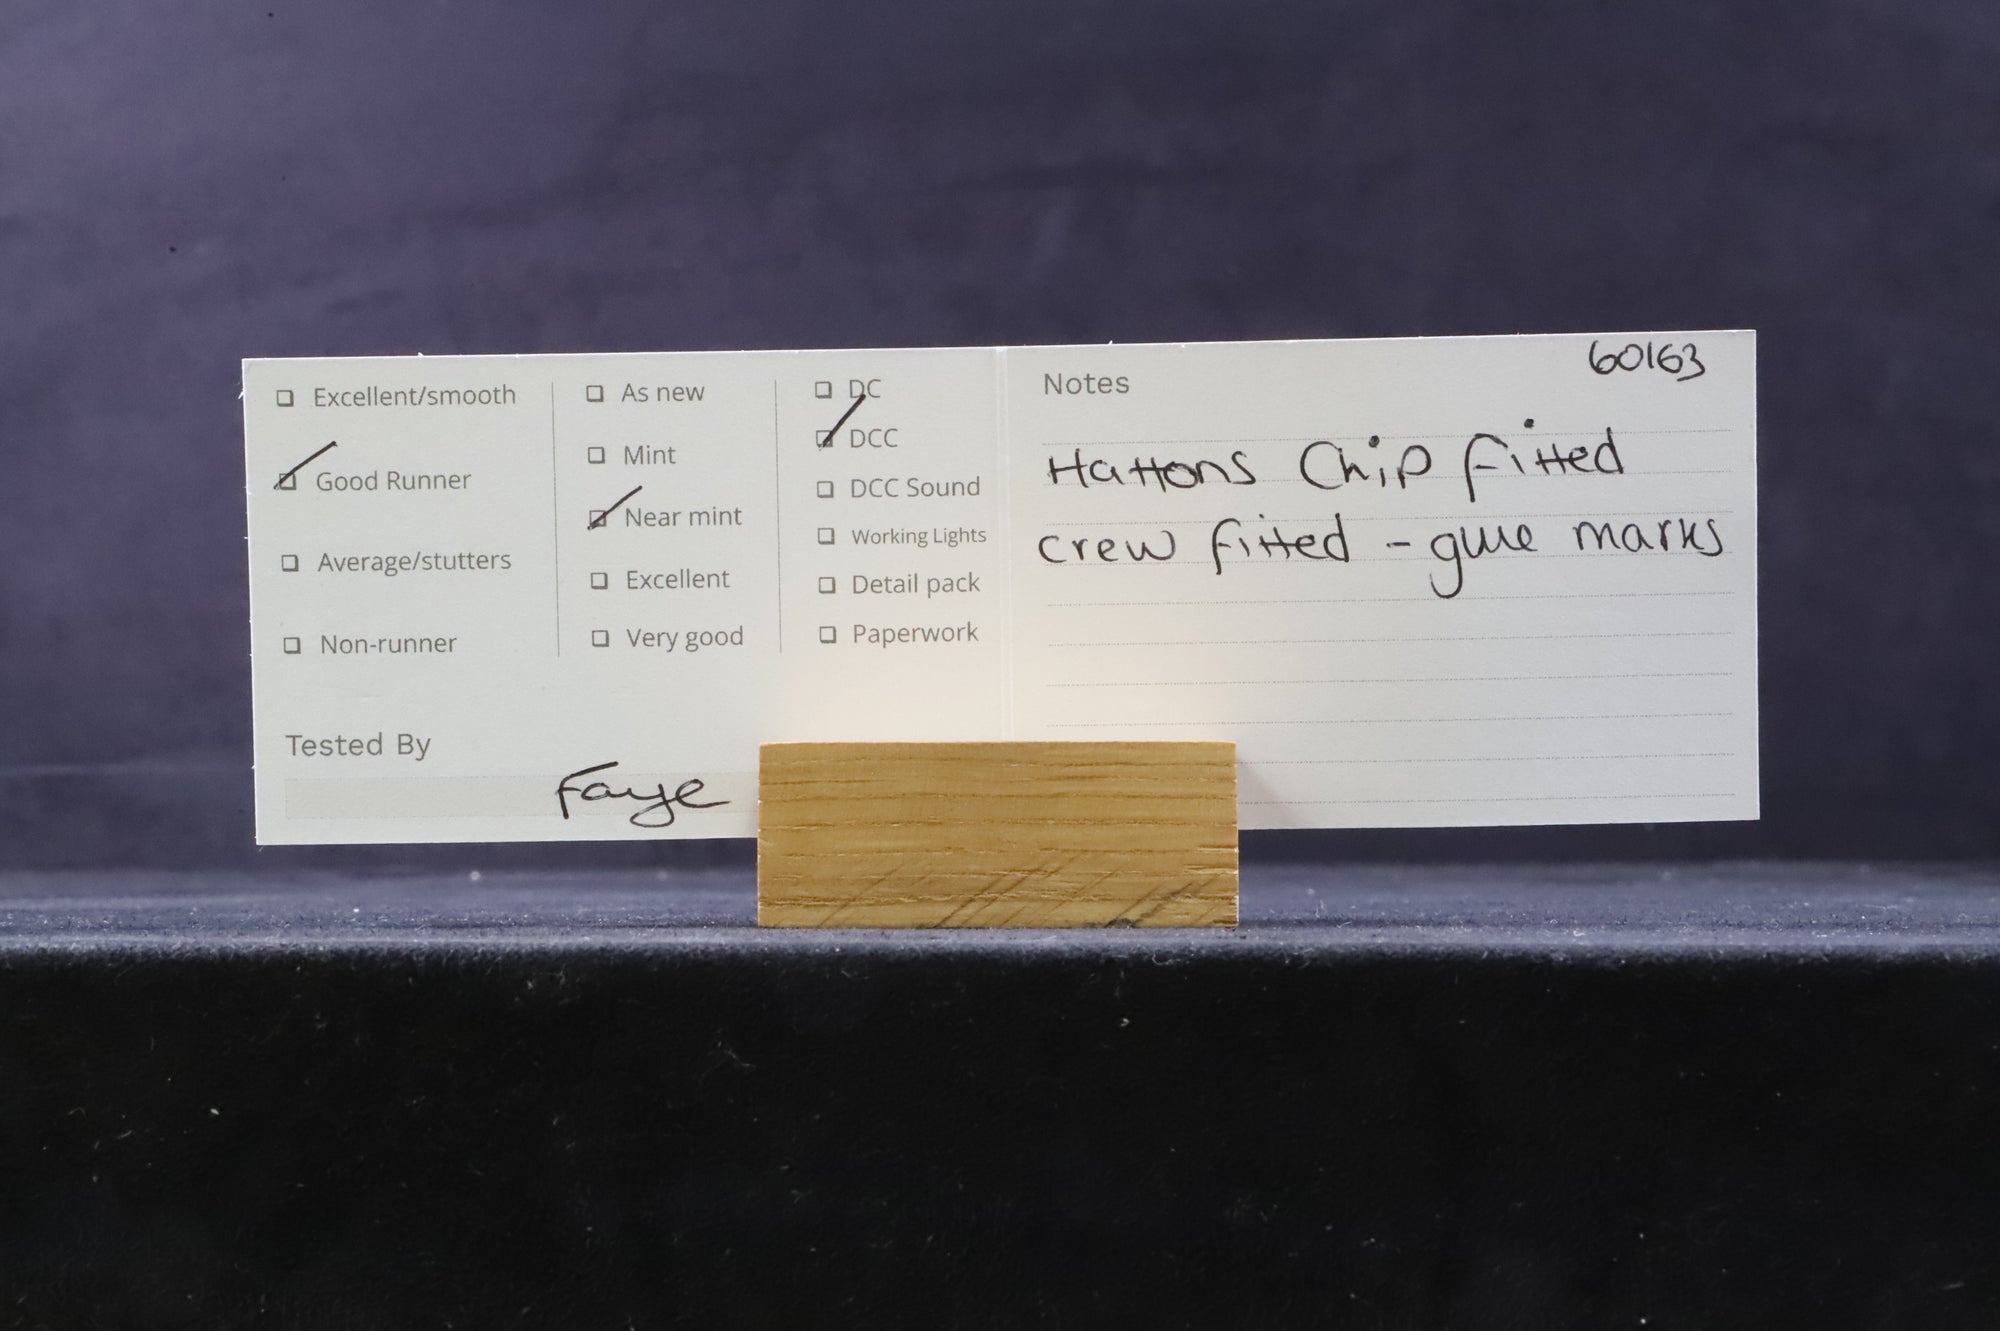 Excellent/smooth
Good Runner
Average/stutters
Non-runner
As new
Mint
Near mint
Excellent
Very good
DC
DCC
DCC Sound
Working Lights
Detail pack
Paperwork
Tested By
Faye
Notes
60163
Hattons Chip fitted
crew fitted - glue marks